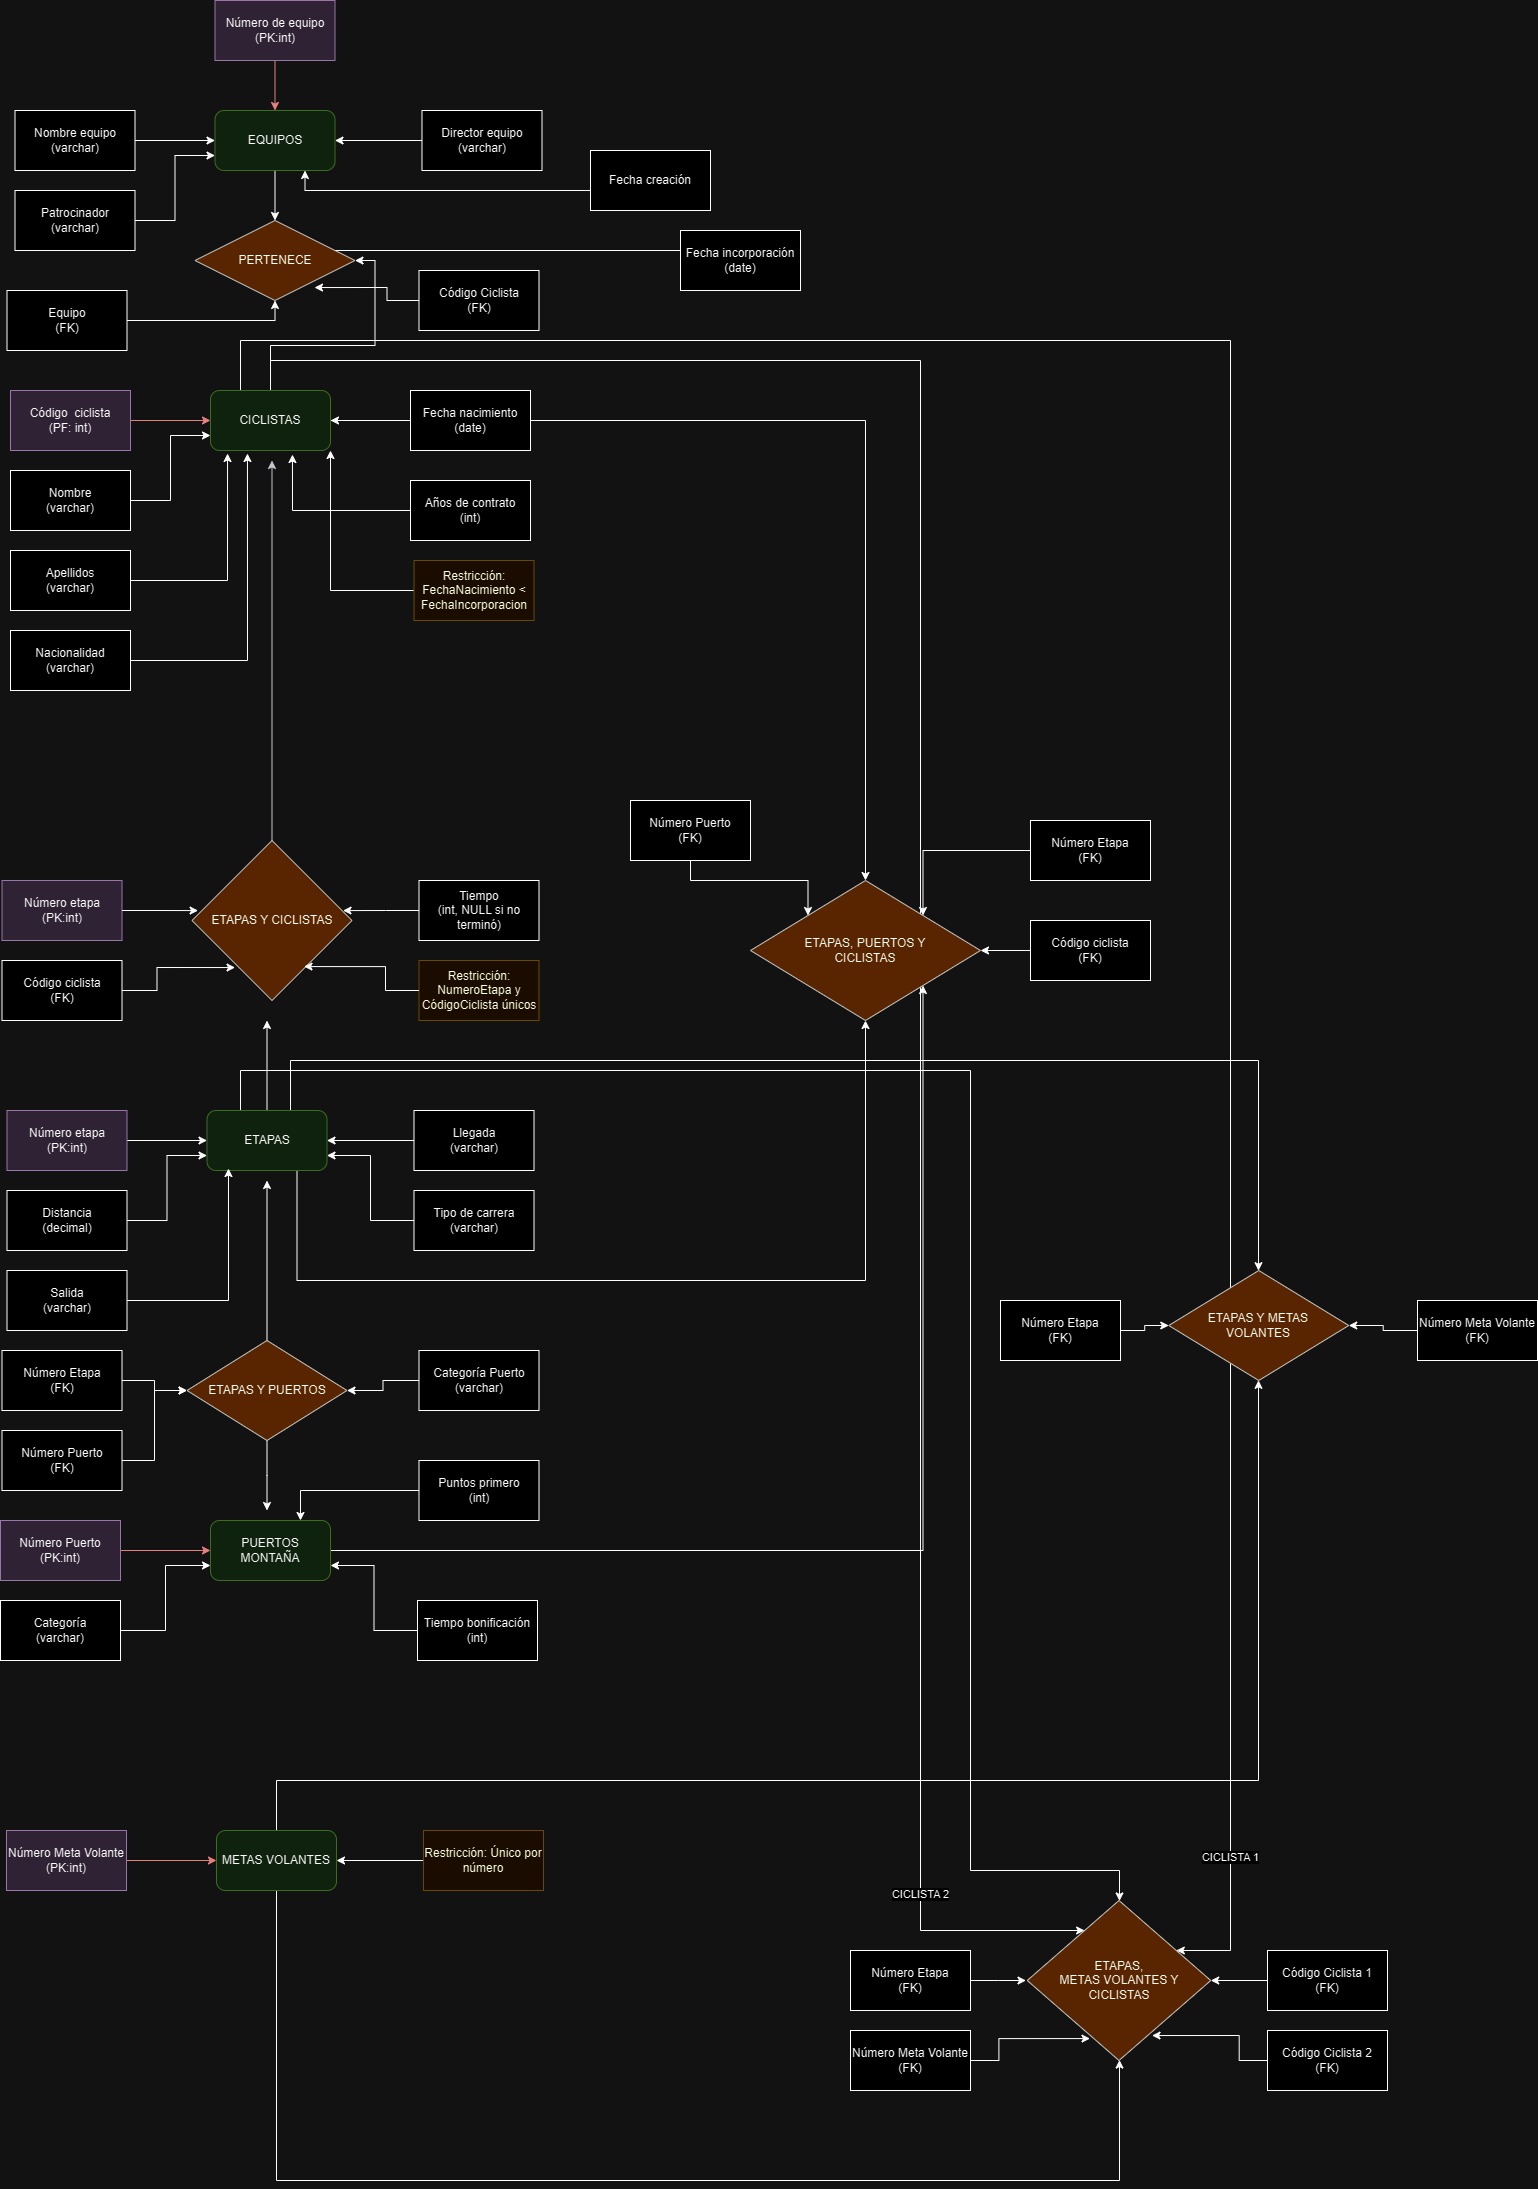 Número de equipo
(PK:int)
Nombre equipo
(varchar)
EQUIPOS
Director equipo
(varchar)
Fecha creación
Patrocinador
(varchar)
PERTENECE
Fecha incorporación
(date)
Código Ciclista
(FK)
Equipo
(FK)
Código  ciclista
(PF: int)
CICLISTAS
Fecha nacimiento
(date)
Nombre
(varchar)
Años de contrato
(int)
Apellidos
(varchar)
Restricción:
FechaNacimiento <
FechaIncorporacion
Nacionalidad
(varchar)
Número Puerto
(FK)
Número Etapa
(FK)
Número etapa
(PK:int)
ETAPAS Y CICLISTAS
Tiempo
(int, NULL si no
terminó)
ETAPAS, PUERTOS Y
CICLISTAS
Código ciclista
(FK)
Código ciclista
(FK)
Restricción:
NumeroEtapa y
CódigoCiclista únicos
Número etapa
(PK:int)
ETAPAS
Llegada
(varchar)
Distancia
(decimal)
Tipo de carrera
(varchar)
Salida
(varchar)
Número Etapa
(FK)
ETAPAS Y METAS
VOLANTES
Número Meta Volante
(FK)
Número Etapa
(FK)
ETAPAS Y PUERTOS
Categoría Puerto
(varchar)
Número Puerto
(FK)
Puntos primero
(int)
Número Puerto
(PK:int)
PUERTOS
MONTAÑA
Categoría
(varchar)
Tiempo bonificación
(int)
Número Meta Volante
(PK:int)
METAS VOLANTES
Restricción: Único por
número
CICLISTA 1
CICLISTA 2
Número Etapa
(FK)
ETAPAS,
METAS VOLANTES Y
CICLISTAS
Código Ciclista 1
(FK)
Número Meta Volante
(FK)
Código Ciclista 2
(FK)